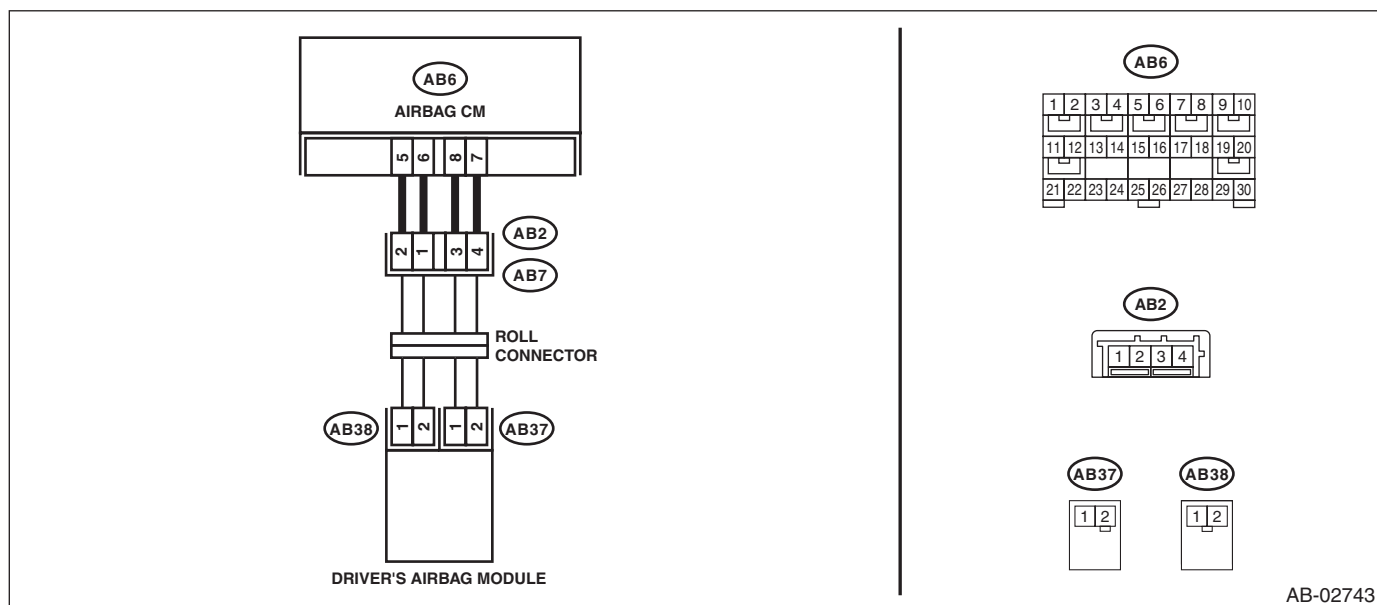 AB6
AIRBAG CM
5 6 8 7
2 1 3 4
AB2
AB7
ROLL
CONNECTOR
AB38
1 2 1 2
AB37
DRIVER'S AIRBAG MODULE
AB6
1 2 3 4 5 6 7 8 9 10
11 12 13 14 15 16 17 18 19 20
21 22 23 24 25 26 27 28 29 30
AB2
1 2 3 4
AB37
1 2
AB38
1 2
AB-02743